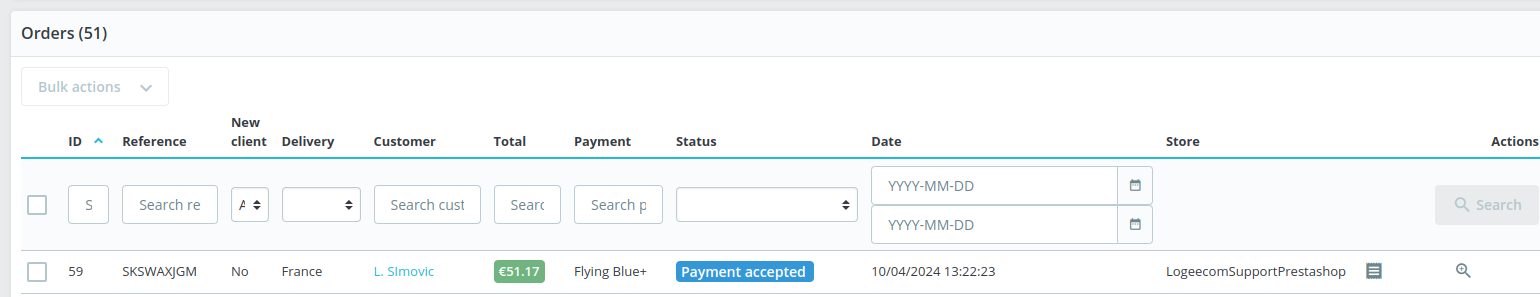 Orders (51)
Bulk actions
ID Reference New client Delivery Customer Total Payment Status Date Store Actions
S Search re A Search cust Searc Search p YYYY-MM-DD Search
YYYY-MM-DD
59 SKSWAXJGM No France L. SImovic €51.17 Flying Blue+ Payment accepted 10/04/2024 13:22:23 LogeecomSupportPrestashop